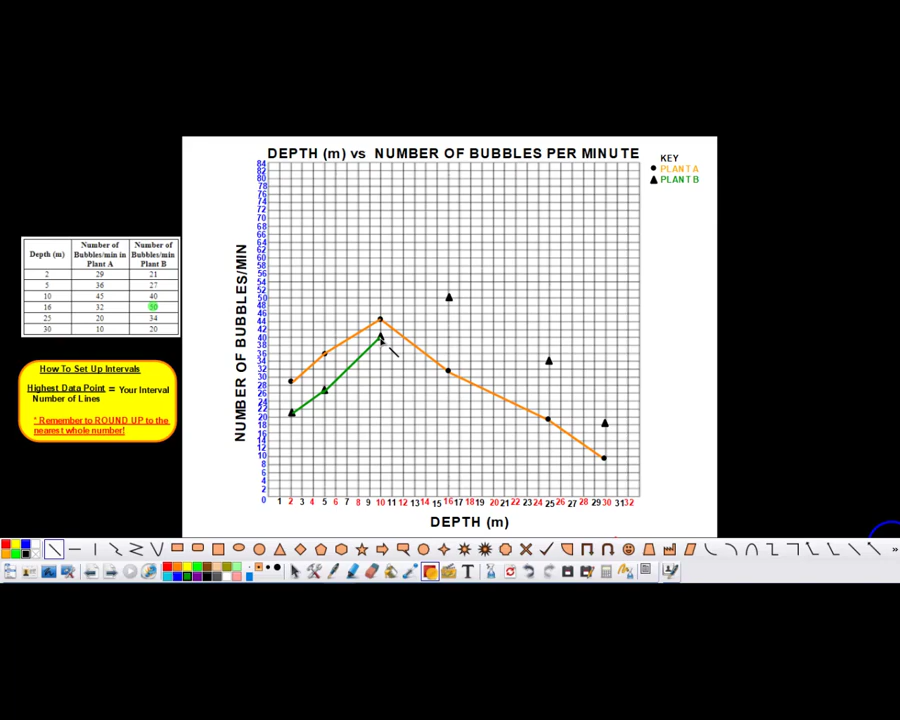 DEPTH (m) vs NUMBER OF BUBBLES PER MINUTE
KEY
PLANT A
PLANT B
84
82
80
78
76
74
72
70
68
66
64
62
60
58
56
54
52
50
48
46
44
42
40
38
36
34
32
30
28
26
24
22
20
18
16
14
12
10
8
6
4
2
0
NUMBER OF BUBBLES/MIN
1 2 3 4 5 6 7 8 9 10 11 12 13 14 15 16 17 18 19 20 21 22 23 24 25 26 27 28 29 30 31 32
DEPTH (m)
Depth (m) Number of Bubbles/min in Plant A Number of Bubbles/min Plant B
2 29 21
5 36 27
10 45 40
16 32 50
25 20 34
30 10 20
How To Set Up Intervals
Highest Data Point = Your Interval
Number of Lines
* Remember to ROUND UP to the
nearest whole number!
T